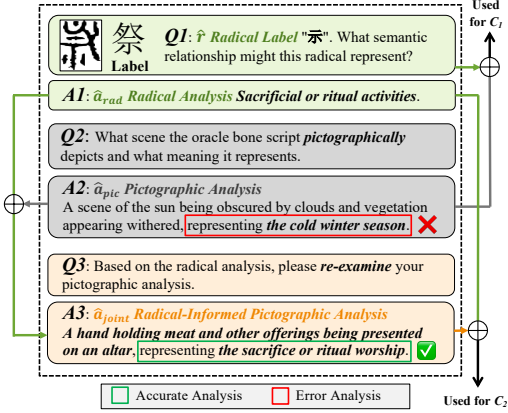 Used
for C₁
祭
Label
Q1: r̂ Radical Label "示". What semantic
relationship might this radical represent?
A1: â_rad Radical Analysis Sacrificial or ritual activities.
Q2: What scene the oracle bone script pictographically
depicts and what meaning it represents.
A2: â_pic Pictographic Analysis
A scene of the sun being obscured by clouds and vegetation
appearing withered, representing the cold winter season.
Q3: Based on the radical analysis, please re-examine your
pictographic analysis.
A3: â_joint Radical-Informed Pictographic Analysis
A hand holding meat and other offerings being presented
on an altar, representing the sacrifice or ritual worship.
Accurate Analysis
Error Analysis
Used for C₂